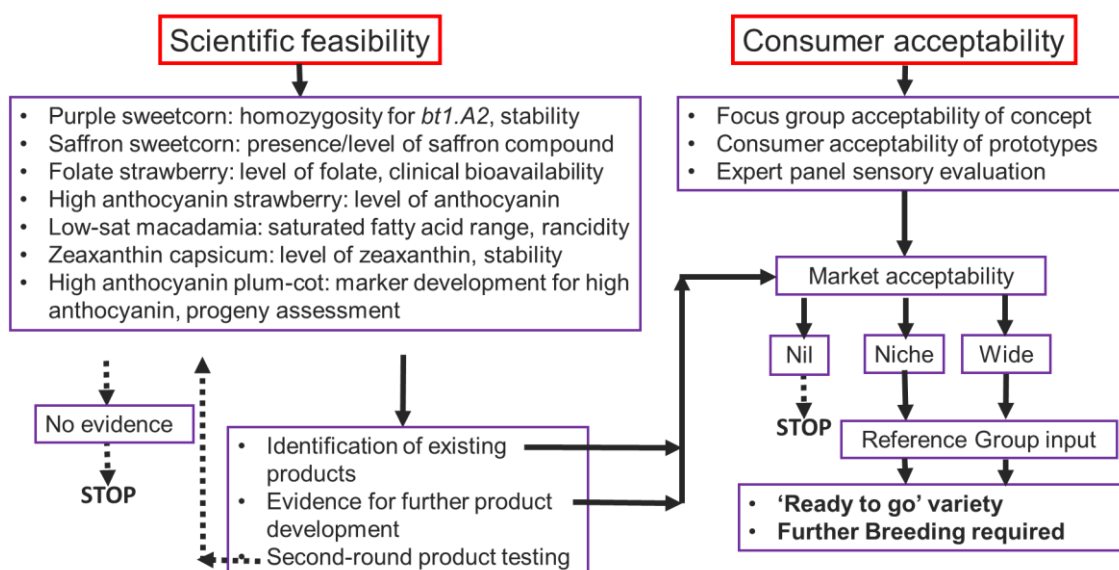 Scientific feasibility
• Purple sweetcorn: homozygosity for bt1.A2, stability
• Saffron sweetcorn: presence/level of saffron compound
• Folate strawberry: level of folate, clinical bioavailability
• High anthocyanin strawberry: level of anthocyanin
• Low-sat macadamia: saturated fatty acid range, rancidity
• Zeaxanthin capsicum: level of zeaxanthin, stability
• High anthocyanin plum-cot: marker development for high
anthocyanin, progeny assessment
No evidence
STOP
• Identification of existing
products
• Evidence for further product
development
• Second-round product testing
Consumer acceptability
• Focus group acceptability of concept
• Consumer acceptability of prototypes
• Expert panel sensory evaluation
Market acceptability
Nil
Niche
Wide
STOP
Reference Group input
• ‘Ready to go’ variety
• Further Breeding required